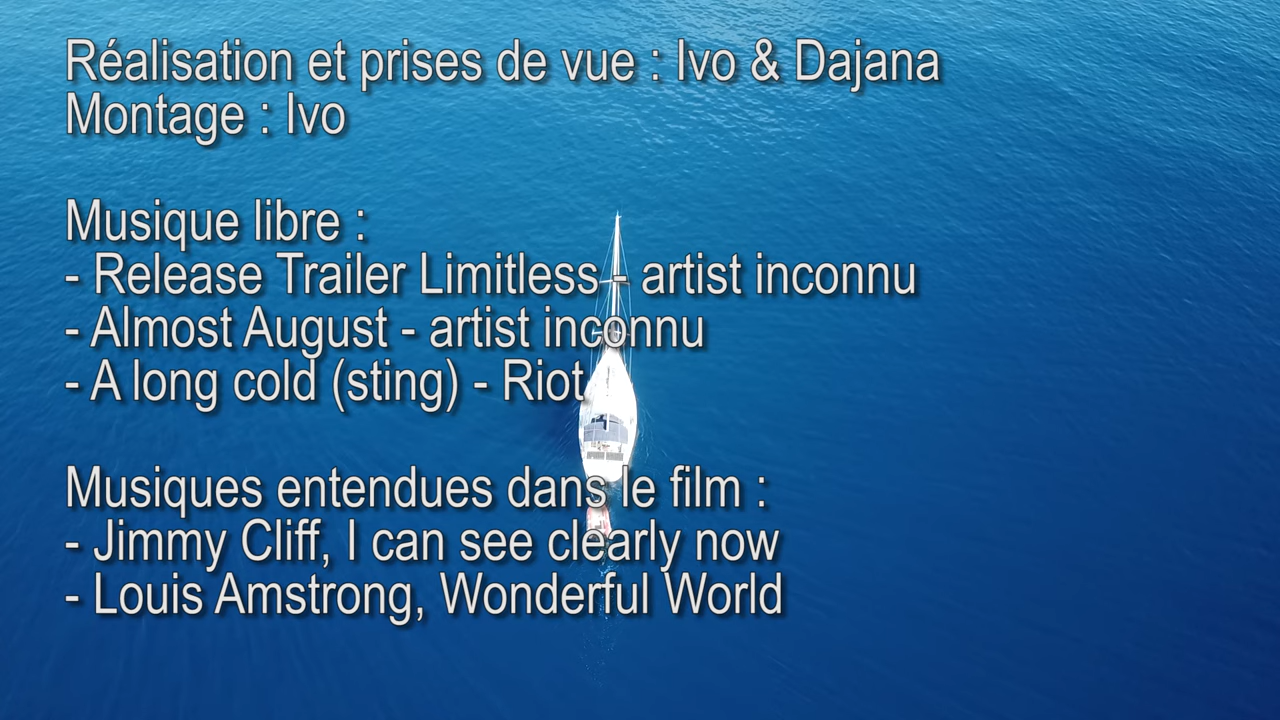 Réalisation et prises de vue : Ivo & Dajana
Montage : Ivo
Musique libre :
- Release Trailer Limitless - artist inconnu
- Almost August - artist inconnu
- A long cold (sting) - Riot
Musiques entendues dans le film :
- Jimmy Cliff, I can see clearly now
- Louis Amstrong, Wonderful World